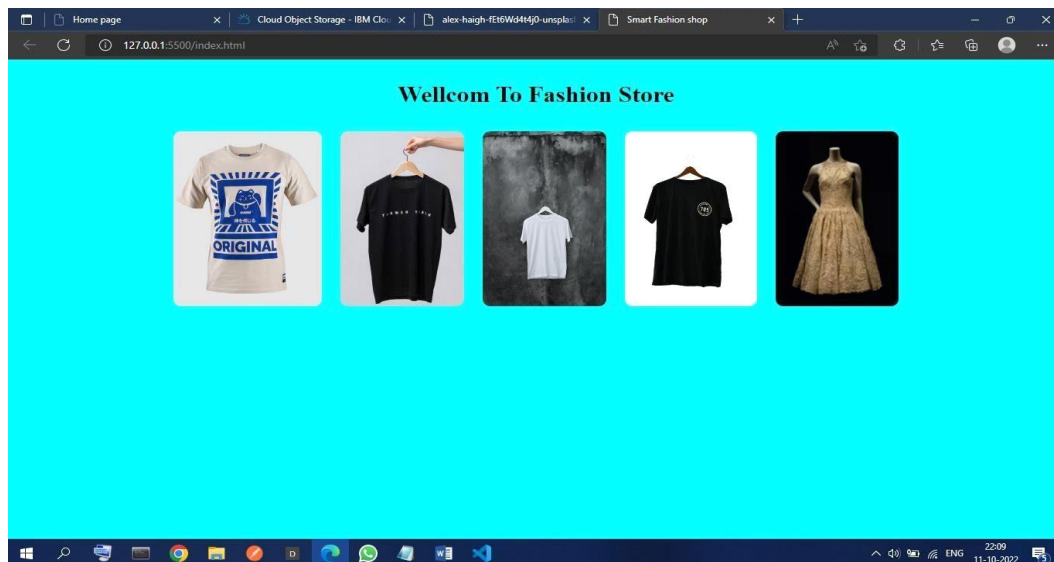 Home page
Cloud Object Storage - IBM Clou
alex-haigh-fEt6Wd4t4j0-unsplas
Smart Fashion shop
127.0.0.1:5500/index.html
Wellcom To Fashion Store
ORIGINAL
ENG
22:09
11-10-2022